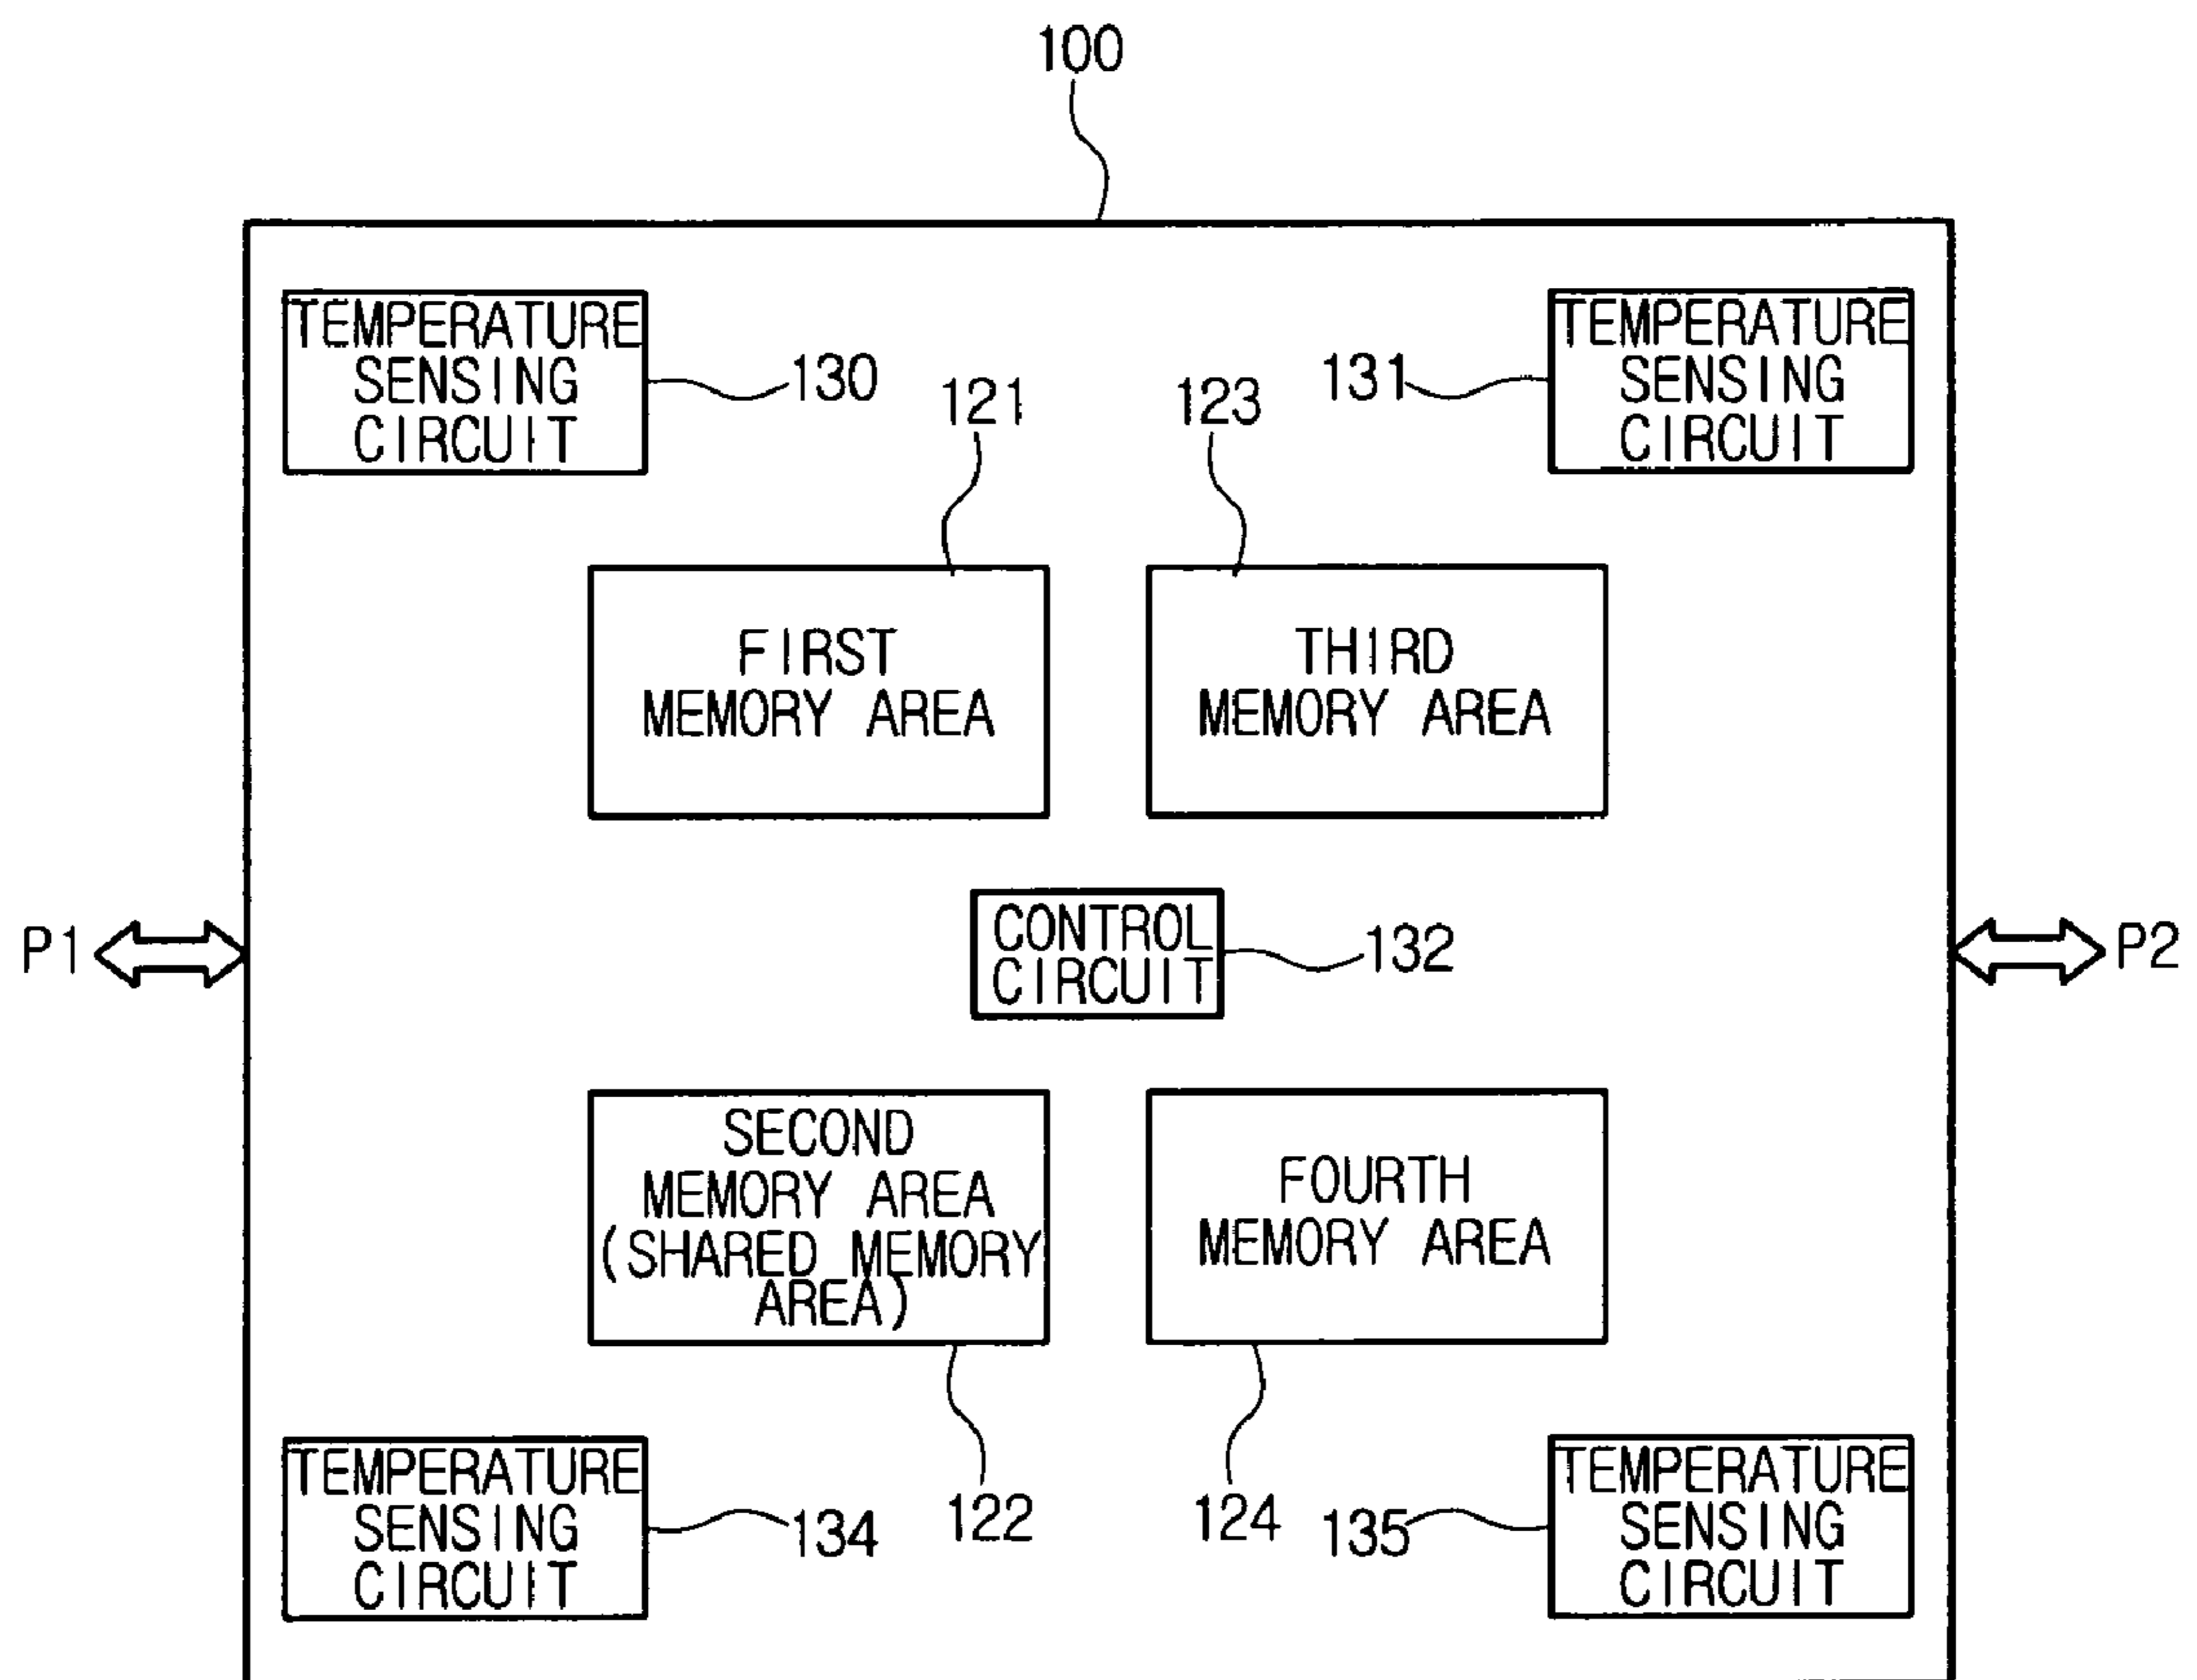 100
TEMPERATURE
SENSING
CIRCUIT
130
121
123
131
TEMPERATURE
SENSING
CIRCUIT
FIRST
MEMORY AREA
THIRD
MEMORY AREA
P1
CONTROL
CIRCUIT
132
P2
SECOND
MEMORY AREA
(SHARED MEMORY
AREA)
FOURTH
MEMORY AREA
TEMPERATURE
SENSING
CIRCUIT
134
122
124
135
TEMPERATURE
SENSING
CIRCUIT